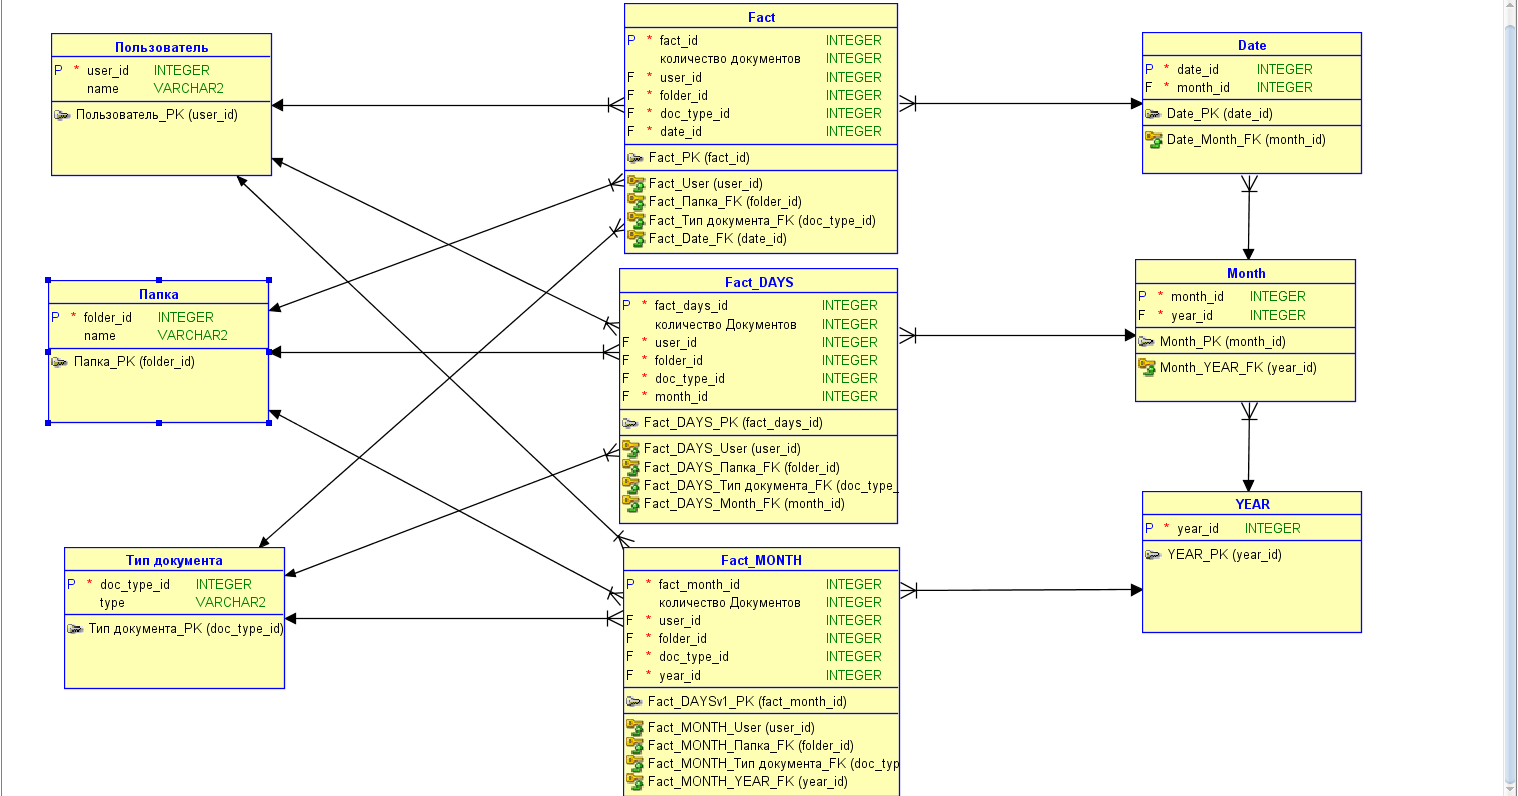 Пользователь
P * user_id INTEGER
name VARCHAR2
Пользователь_PK (user_id)
Папка
P * folder_id INTEGER
name VARCHAR2
Папка_PK (folder_id)
Тип документа
P * doc_type_id INTEGER
type VARCHAR2
Тип документа_PK (doc_type_id)
Fact
P * fact_id INTEGER
количество документов INTEGER
F * user_id INTEGER
F * folder_id INTEGER
F * doc_type_id INTEGER
F * date_id INTEGER
Fact_PK (fact_id)
Fact_User (user_id)
Fact_Папка_FK (folder_id)
Fact_Тип документа_FK (doc_type_id)
Fact_Date_FK (date_id)
Fact_DAYS
P * fact_days_id INTEGER
количество Документов INTEGER
F * user_id INTEGER
F * folder_id INTEGER
F * doc_type_id INTEGER
F * month_id INTEGER
Fact_DAYS_PK (fact_days_id)
Fact_DAYS_User (user_id)
Fact_DAYS_Папка_FK (folder_id)
Fact_DAYS_Тип документа_FK (doc_type_
Fact_DAYS_Month_FK (month_id)
Fact_MONTH
P * fact_month_id INTEGER
количество Документов INTEGER
F * user_id INTEGER
F * folder_id INTEGER
F * doc_type_id INTEGER
F * year_id INTEGER
Fact_DAYSv1_PK (fact_month_id)
Fact_MONTH_User (user_id)
Fact_MONTH_Папка_FK (folder_id)
Fact_MONTH_Тип документа_FK (doc_typ
Fact_MONTH_YEAR_FK (year_id)
Date
P * date_id INTEGER
F * month_id INTEGER
Date_PK (date_id)
Date_Month_FK (month_id)
Month
P * month_id INTEGER
F * year_id INTEGER
Month_PK (month_id)
Month_YEAR_FK (year_id)
YEAR
P * year_id INTEGER
YEAR_PK (year_id)